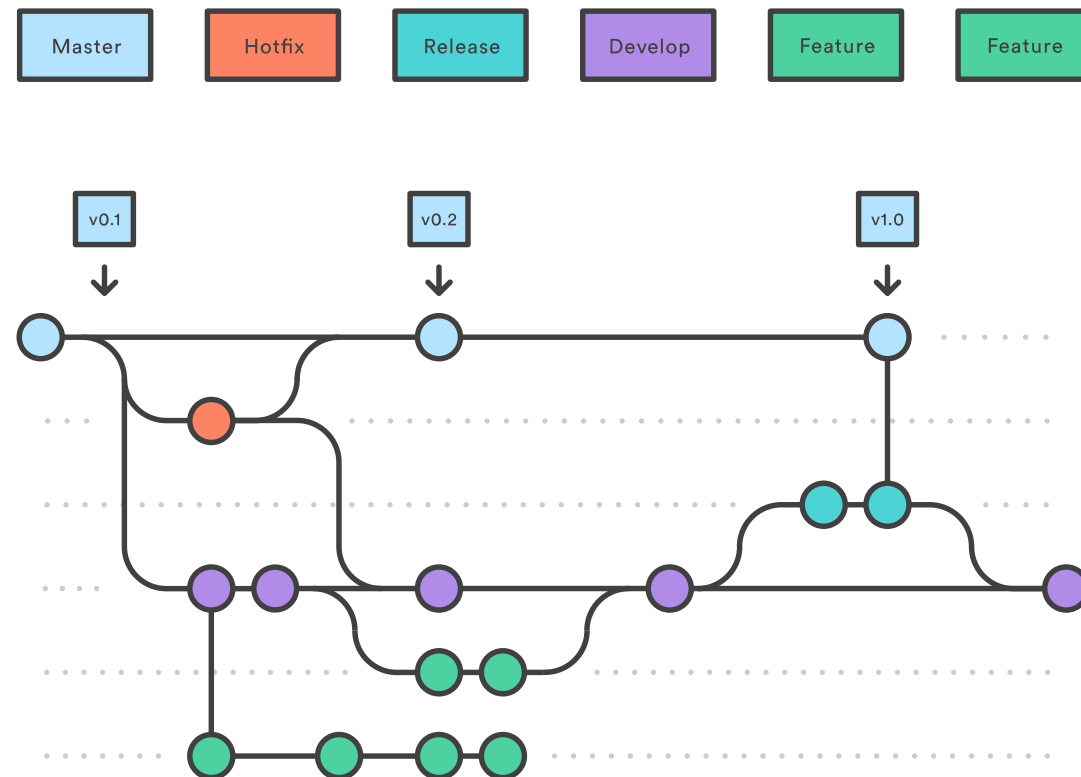 Master
Hotfix
Release
Develop
Feature
Feature
v0.1
v0.2
v1.0